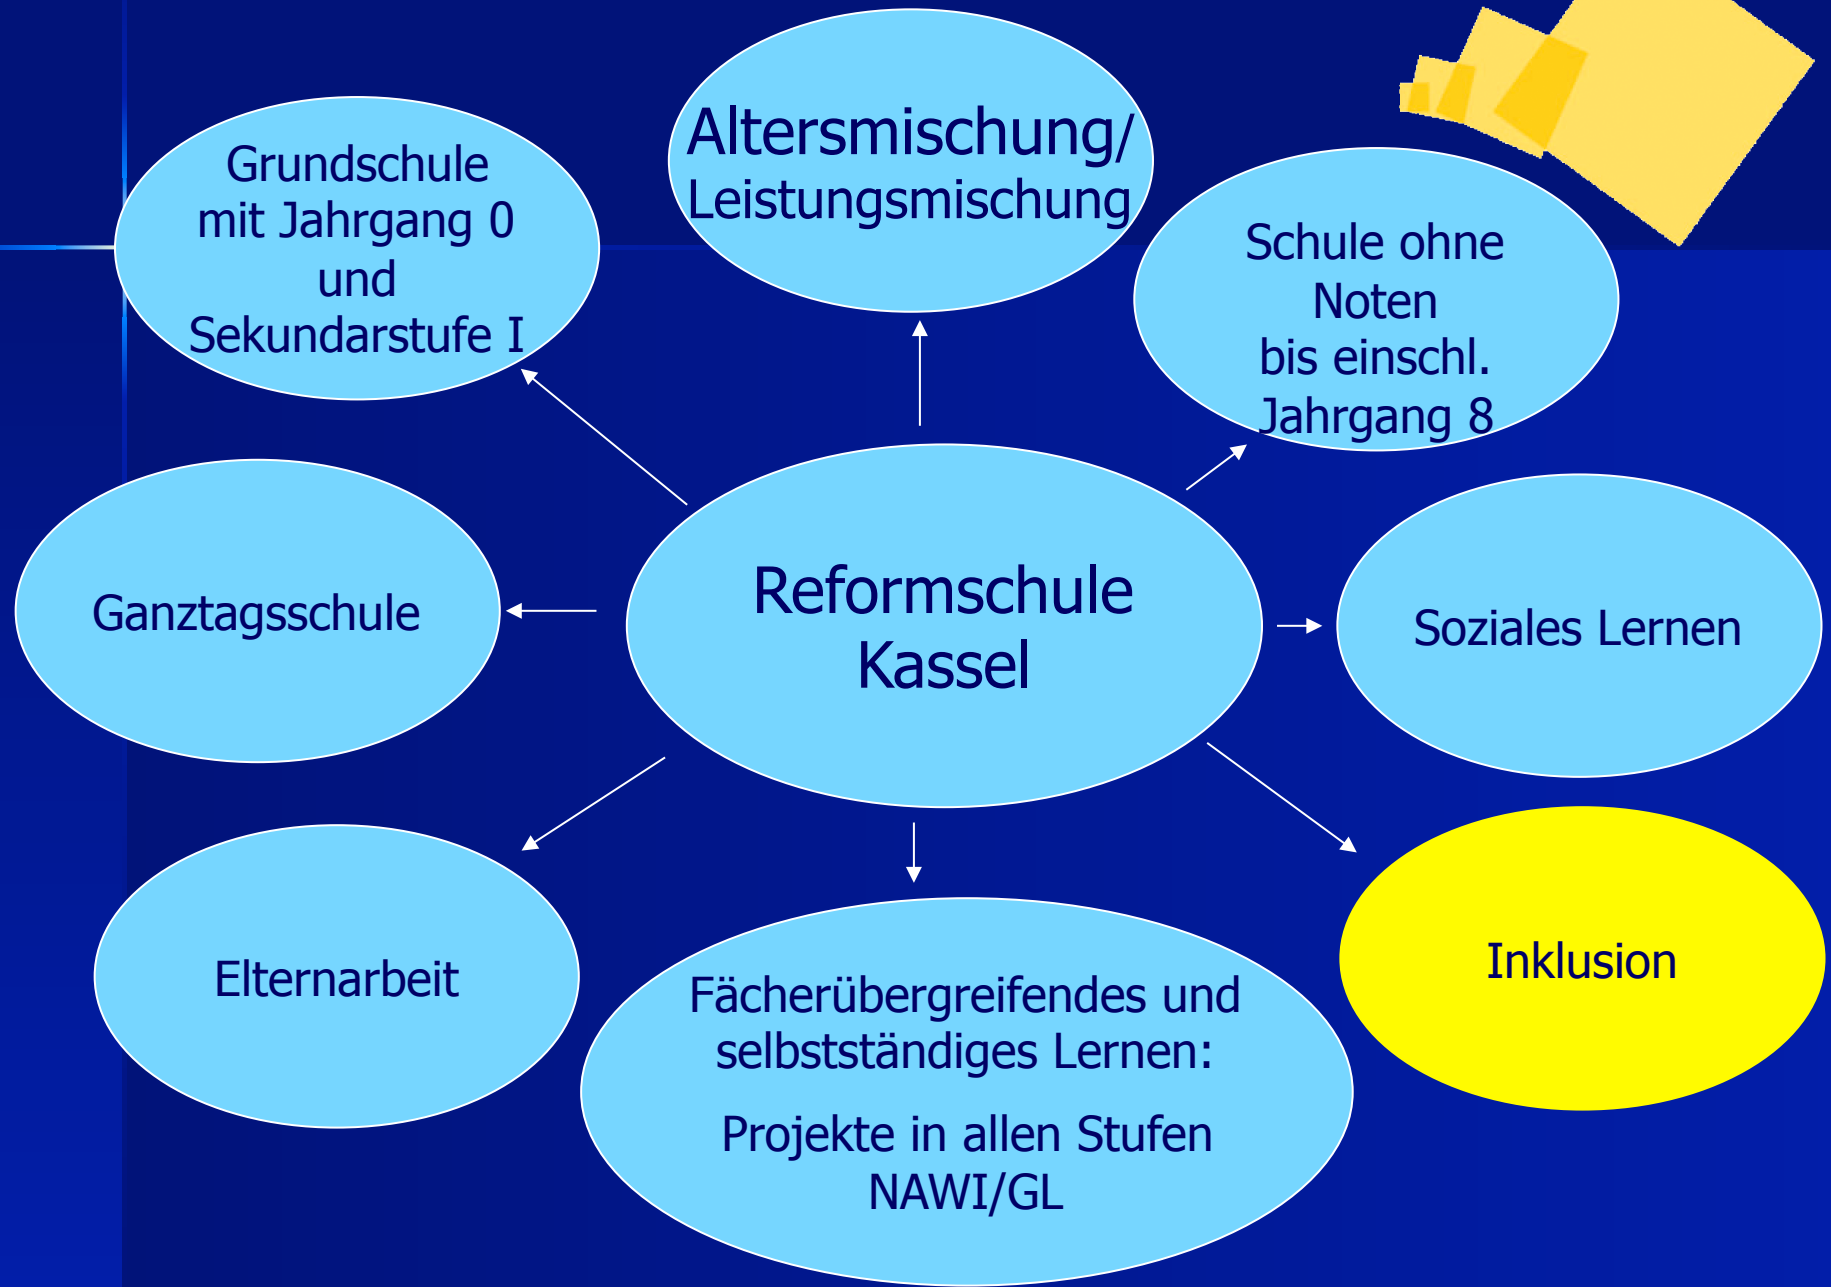 Altersmischung/
Leistungsmischung
Grundschule
mit Jahrgang 0
und
Sekundarstufe I
Schule ohne
Noten
bis einschl.
Jahrgang 8
Ganztagsschule
Reformschule
Kassel
Soziales Lernen
Elternarbeit
Fächerübergreifendes und
selbstständiges Lernen:
Projekte in allen Stufen
NAWI/GL
Inklusion